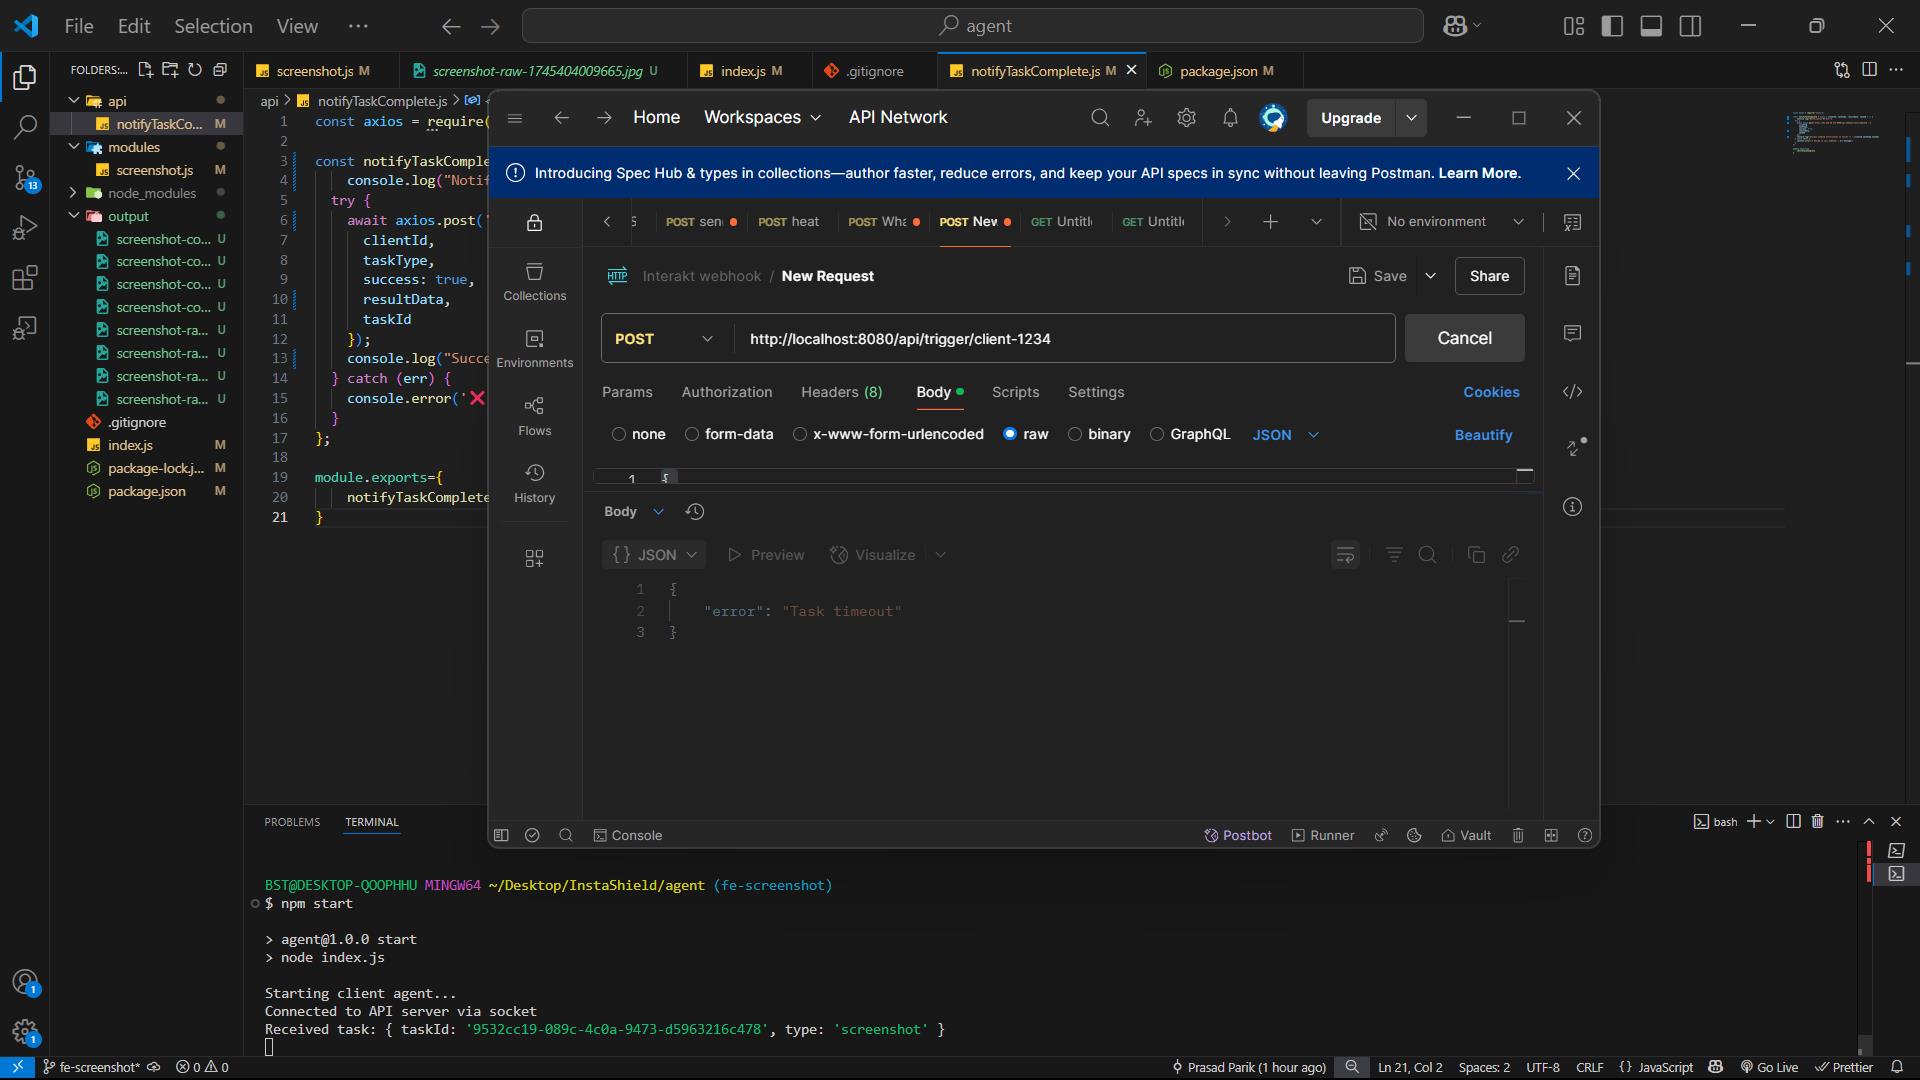 File Edit Selection View ··· agent
FOLDERS:...
api
notifyTaskCo... M
modules
screenshot.js M
node_modules
output
screenshot-co... U
screenshot-co... U
screenshot-co... U
screenshot-co... U
screenshot-ra... U
screenshot-ra... U
screenshot-ra... U
screenshot-ra... U
.gitignore
index.js M
package-lock.j... M
package.json M
13
1
1
screenshot.js M screenshot-raw-1745404009665.jpg U index.js M .gitignore notifyTaskComplete.js M package.json M
api > notifyTaskComplete.js >
1 const axios = require(
2
3 const notifyTaskComple
4 console.log("Notif
5 try {
6 await axios.post('
7 clientId,
8 taskType,
9 success: true,
10 resultData,
11 taskId
12 });
13 console.log("Succe
14 } catch (err) {
15 console.error('❌
16 }
17 };
18
19 module.exports={
20 notifyTaskComplete
21 }
Home Workspaces API Network Upgrade
Introducing Spec Hub & types in collections—author faster, reduce errors, and keep your API specs in sync without leaving Postman. Learn More.
POST sen POST heat POST Wha POST New GET Untitl GET Untitl No environment
Collections
Environments
Flows
History
HTTP Interakt webhook / New Request Save Share
POST http://localhost:8080/api/trigger/client-1234 Cancel
Params Authorization Headers (8) Body Scripts Settings Cookies
none form-data x-www-form-urlencoded raw binary GraphQL JSON Beautify
1 {
Body
{} JSON Preview Visualize
1 {
2 "error": "Task timeout"
3 }
Console Postbot Runner Vault
PROBLEMS TERMINAL bash
BST@DESKTOP-QOOPHHU MINGW64 ~/Desktop/InstaShield/agent (fe-screenshot)
$ npm start
> agent@1.0.0 start
> node index.js
Starting client agent...
Connected to API server via socket
Received task: { taskId: '9532cc19-089c-4c0a-9473-d5963216c478', type: 'screenshot' }
fe-screenshot* 0 0 Prasad Parik (1 hour ago) Ln 21, Col 2 Spaces: 2 UTF-8 CRLF {} JavaScript Go Live Prettier